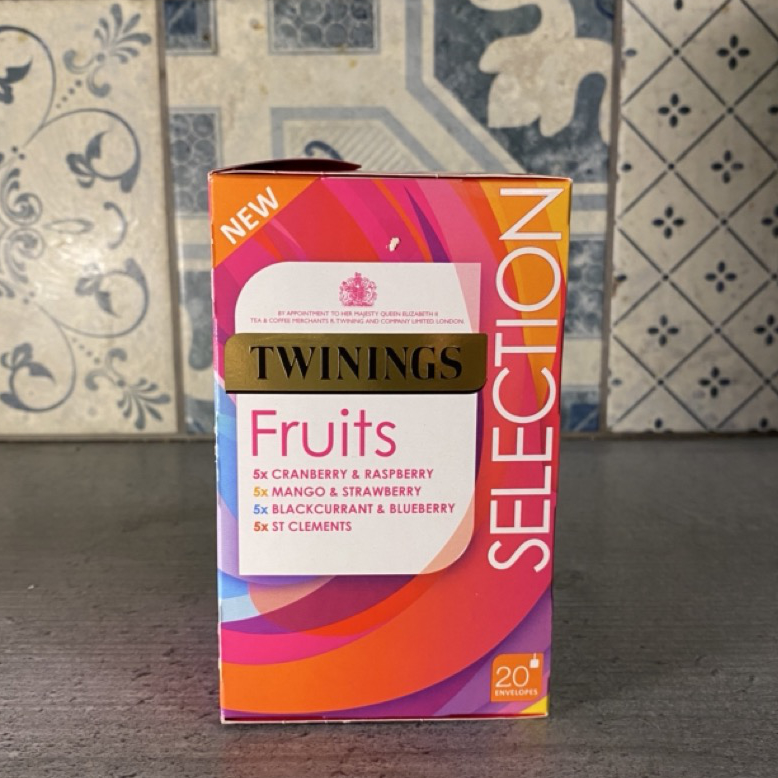 NEW
BY APPOINTMENT TO HER MAJESTY QUEEN ELIZABETH II
TEA & COFFEE MERCHANTS R. TWINING AND COMPANY LIMITED. LONDON.
TWININGS
Fruits
5x CRANBERRY & RASPBERRY
5x MANGO & STRAWBERRY
5x BLACKCURRANT & BLUEBERRY
5x ST CLEMENTS
SELECTION
20
ENVELOPES